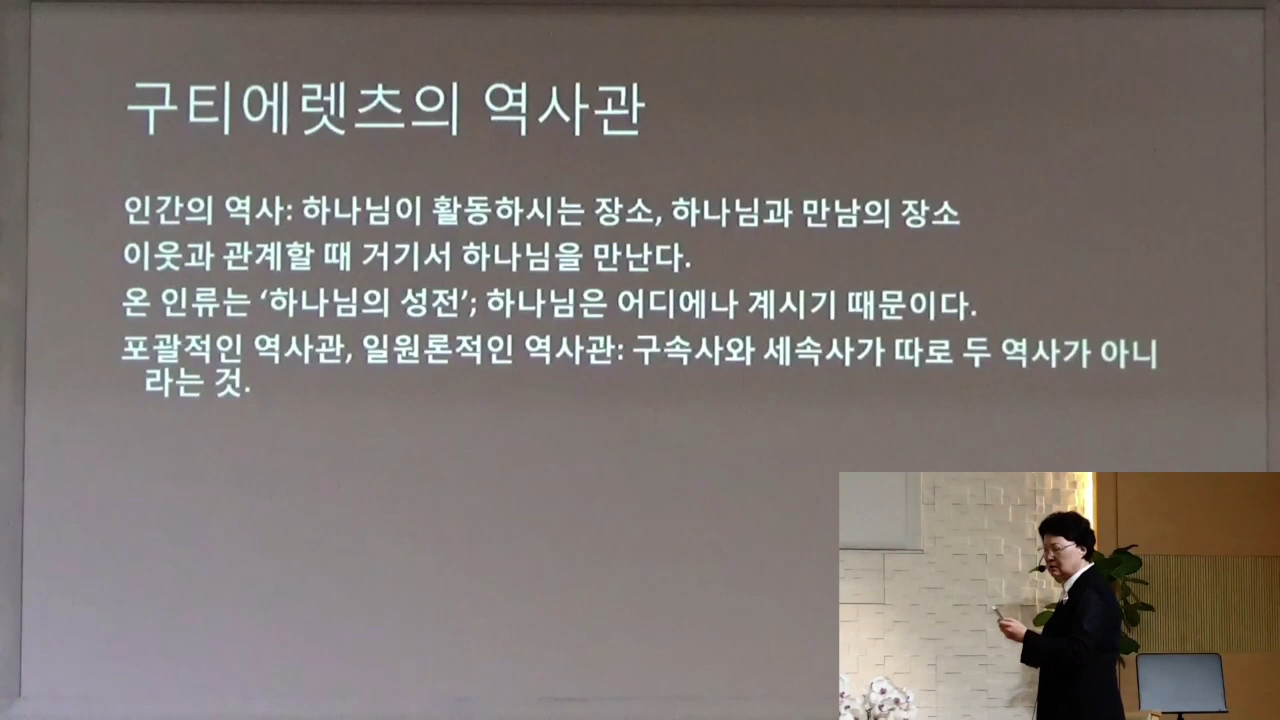 구티에렛츠의 역사관
인간의 역사: 하나님이 활동하시는 장소, 하나님과 만남의 장소
이웃과 관계할 때 거기서 하나님을 만난다.
온 인류는 ‘하나님의 성전’; 하나님은 어디에나 계시기 때문이다.
포괄적인 역사관, 일원론적인 역사관: 구속사와 세속사가 따로 두 역사가 아니
라는 것.